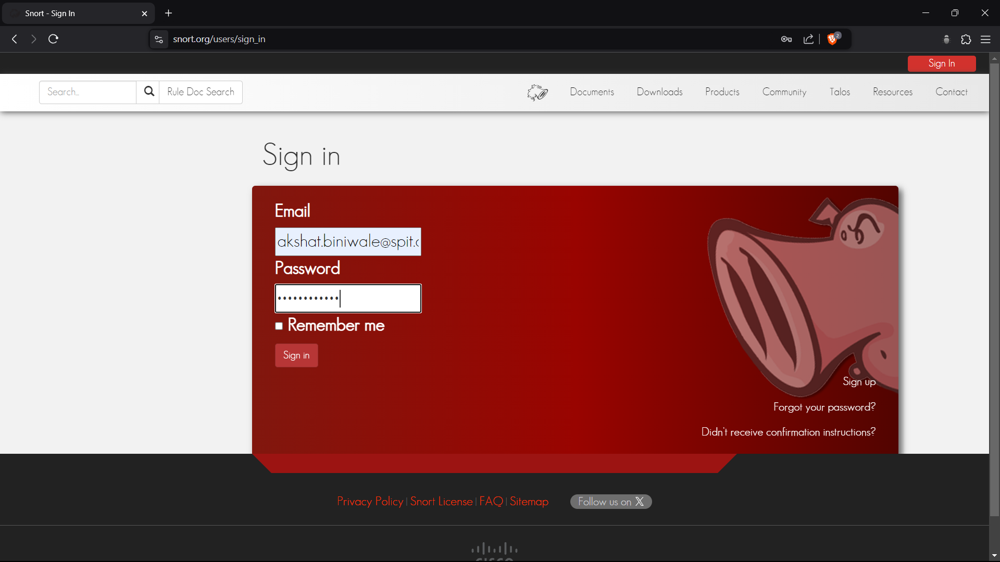 Snort - Sign In
snort.org/users/sign_in
2
Sign In
Search...
Rule Doc Search
Documents
Downloads
Products
Community
Talos
Resources
Contact
Sign in
Email
akshat.biniwale@spit.
Password
••••••••••••
Remember me
Sign in
Sign up
Forgot your password?
Didn't receive confirmation instructions?
Privacy Policy | Snort License | FAQ | Sitemap
Follow us on X
CISCO